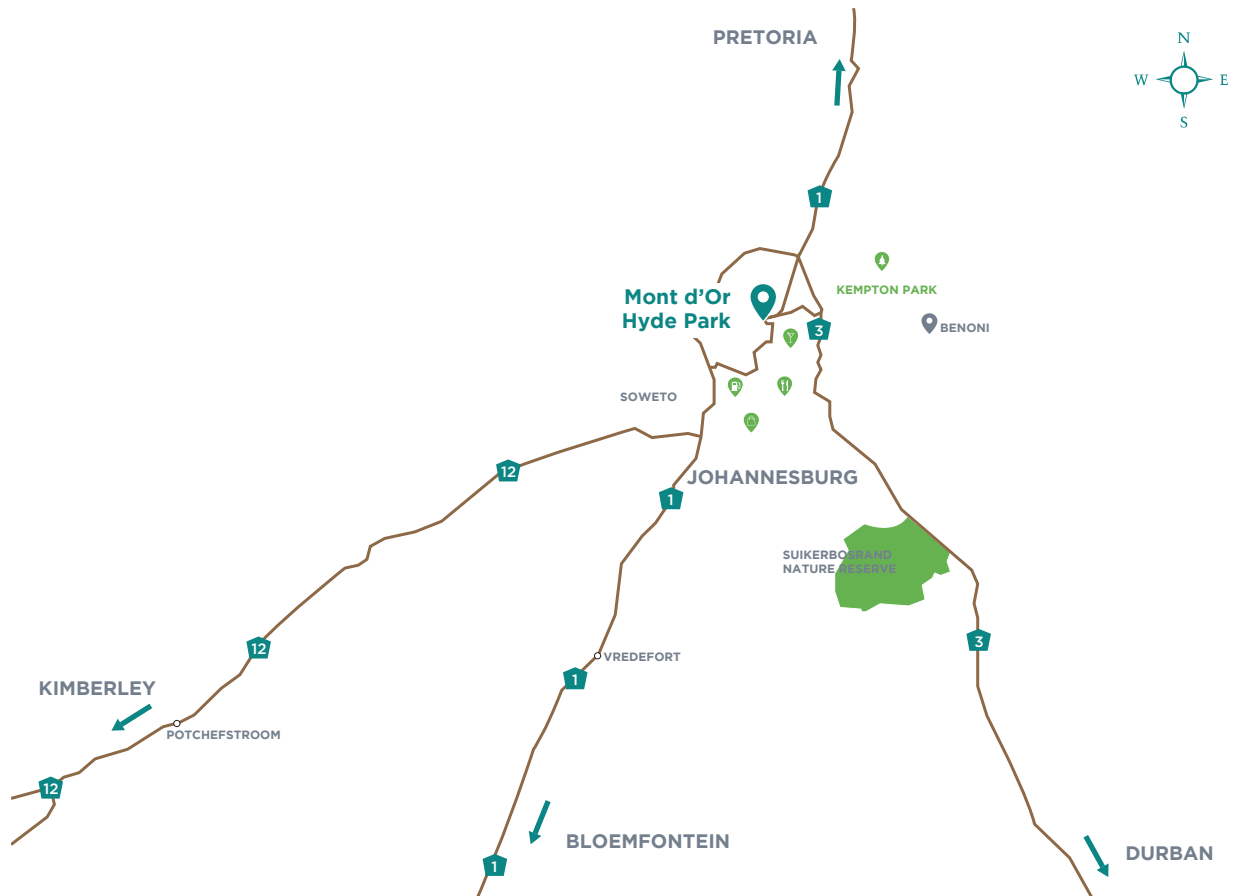 PRETORIA
N
W
E
S
1
KEMPTON PARK
Mont d'Or
Hyde Park
3
BENONI
SOWETO
12
JOHANNESBURG
1
SUIKERBOSRAND
NATURE RESERVE
12
3
VREDEFORT
1
KIMBERLEY
POTCHEFSTROOM
12
BLOEMFONTEIN
1
DURBAN